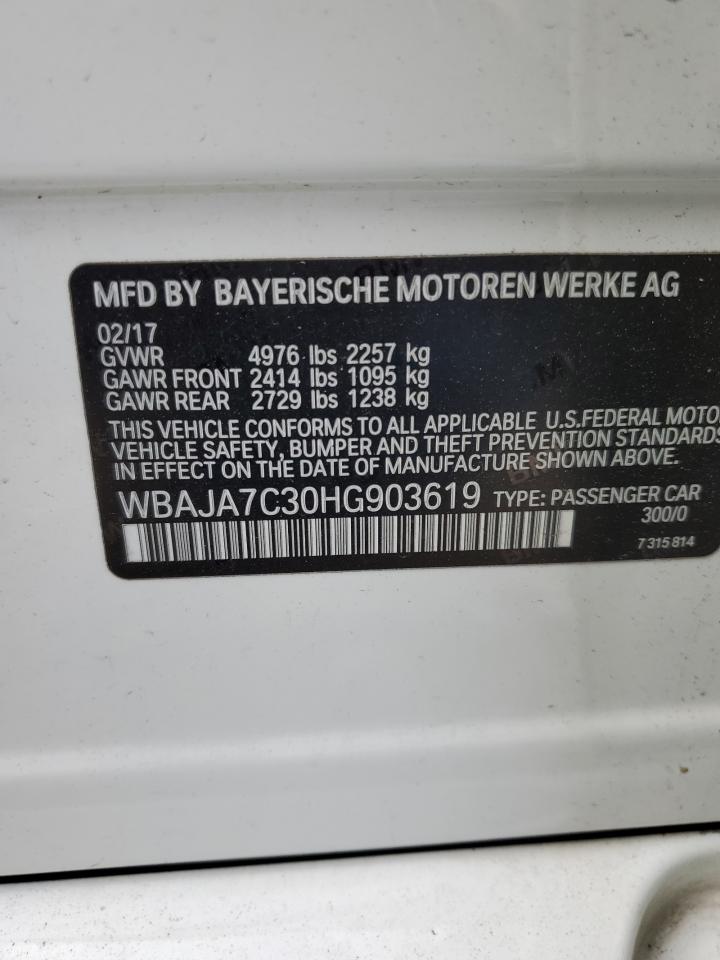 MFD BY BAYERISCHE MOTOREN WERKE AG
02/17
GVWR 4976 lbs 2257 kg
GAWR FRONT 2414 lbs 1095 kg
GAWR REAR 2729 lbs 1238 kg
THIS VEHICLE CONFORMS TO ALL APPLICABLE U.S.FEDERAL MOTO
VEHICLE SAFETY, BUMPER AND THEFT PREVENTION STANDARDS
IN EFFECT ON THE DATE OF MANUFACTURE SHOWN ABOVE.
WBAJA7C30HG903619 TYPE: PASSENGER CAR
300/0
7 315 814